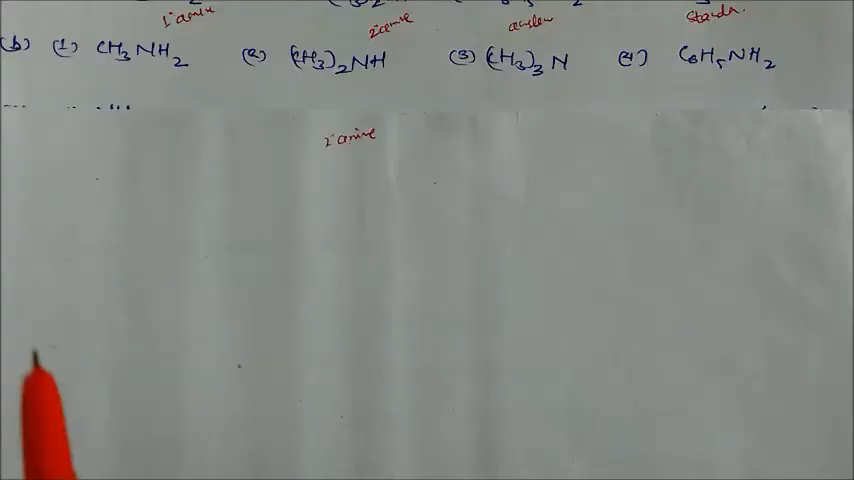 1° amine 2° amine
(b) (1) CH3NH2 (2) (CH3)2NH (3) (CH3)3N (4) C6H5NH2
2° amine